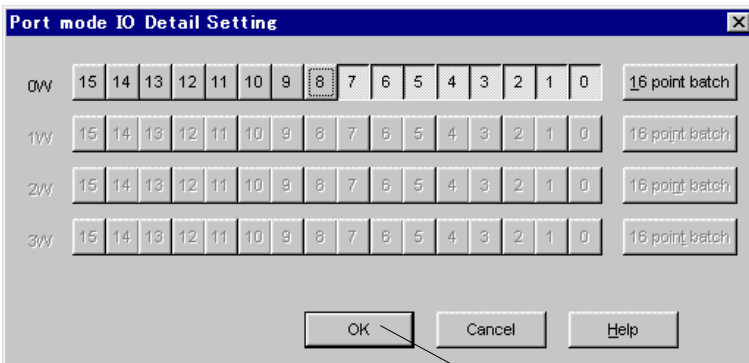 Port mode IO Detail Setting
0W 15 14 13 12 11 10 9 8 7 6 5 4 3 2 1 0 16 point batch
1W 15 14 13 12 11 10 9 8 7 6 5 4 3 2 1 0 16 point batch
2W 15 14 13 12 11 10 9 8 7 6 5 4 3 2 1 0 16 point batch
3W 15 14 13 12 11 10 9 8 7 6 5 4 3 2 1 0 16 point batch
OK Cancel Help